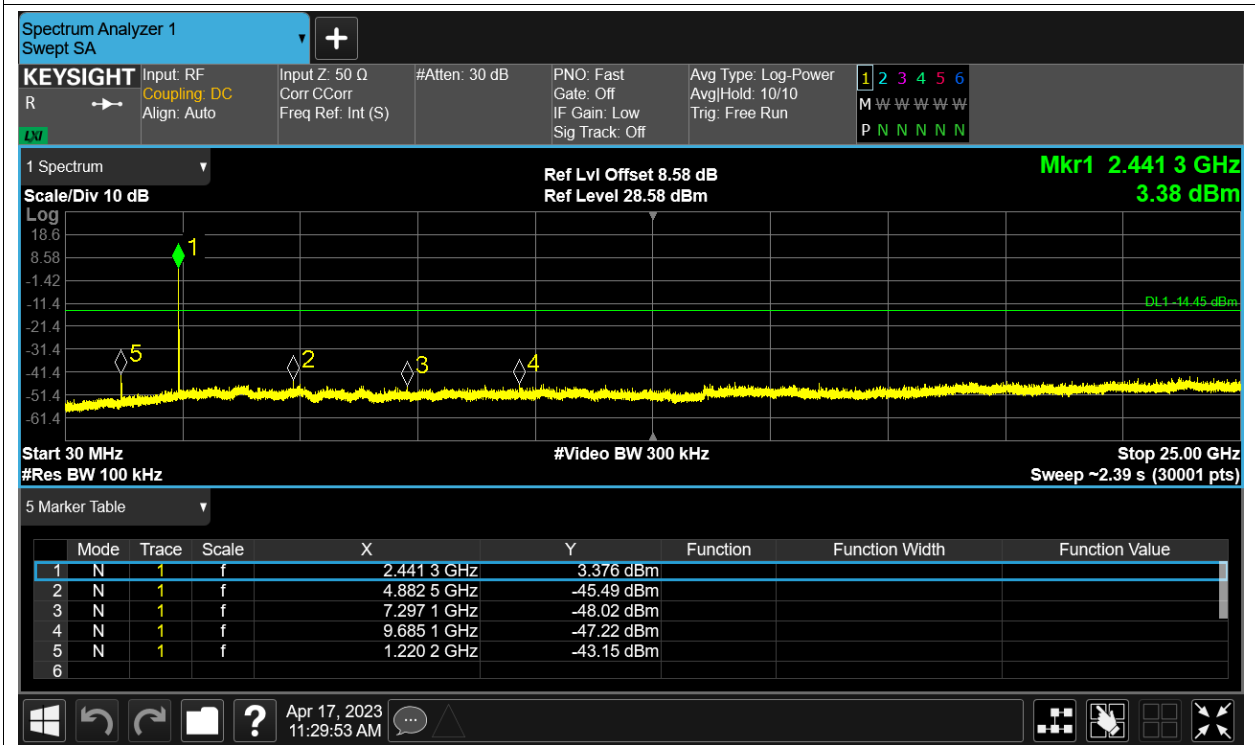 Spectrum Analyzer 1
Swept SA
KEYSIGHT Input: RF Input Z: 50 Ω #Atten: 30 dB PNO: Fast Avg Type: Log-Power 1 2 3 4 5 6
R Coupling: DC Corr CCorr Gate: Off Avg|Hold: 10/10 M W W W W W W
Align: Auto Freq Ref: Int (S) IF Gain: Low Trig: Free Run
LXI Sig Track: Off P N N N N N N
1 Spectrum Ref Lvl Offset 8.58 dB Mkr1 2.441 3 GHz
Scale/Div 10 dB Ref Level 28.58 dBm 3.38 dBm
Log
18.6
1
8.58
-1.42
-11.4 DL1 -14.45 dBm
-21.4
-31.4
5 2 3 4
-41.4
-51.4
-61.4
Start 30 MHz #Video BW 300 kHz Stop 25.00 GHz
#Res BW 100 kHz Sweep ~2.39 s (30001 pts)
5 Marker Table
Mode Trace Scale X Y Function Function Width Function Value
1 N 1 f 2.441 3 GHz 3.376 dBm
2 N 1 f 4.882 5 GHz -45.49 dBm
3 N 1 f 7.297 1 GHz -48.02 dBm
4 N 1 f 9.685 1 GHz -47.22 dBm
5 N 1 f 1.220 2 GHz -43.15 dBm
6
? Apr 17, 2023
11:29:53 AM